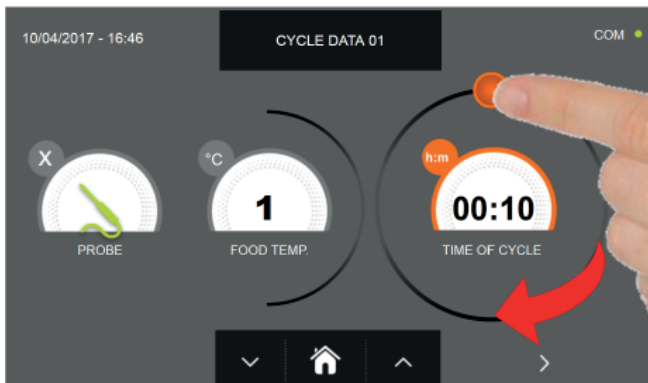 10/04/2017 - 16:46
CYCLE DATA 01
COM
X
°C
h:m
1
00:10
PROBE
FOOD TEMP.
TIME OF CYCLE